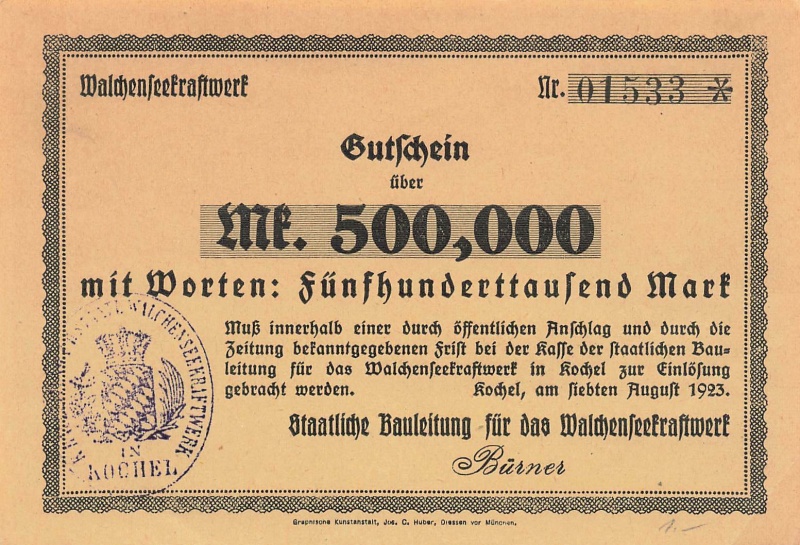 Walchenseekraftwerk
Nr. 01533 *
Gutschein
über
Mk. 500,000
mit Worten: Fünfhunderttausend Mark
Muß innerhalb einer durch öffentlichen Anschlag und durch die
Zeitung bekanntgegebenen Frist bei der Kasse der staatlichen Bau-
leitung für das Walchenseekraftwerk in Kochel zur Einlösung
gebracht werden. Kochel, am siebten August 1923.
Staatliche Bauleitung für das Walchenseekraftwerk
Bürner
WALCHENSEEKRAFTWERK
IN
KOCHEL
Graphische Kunstanstalt, Jos. C. Huber, Diessen vor München.